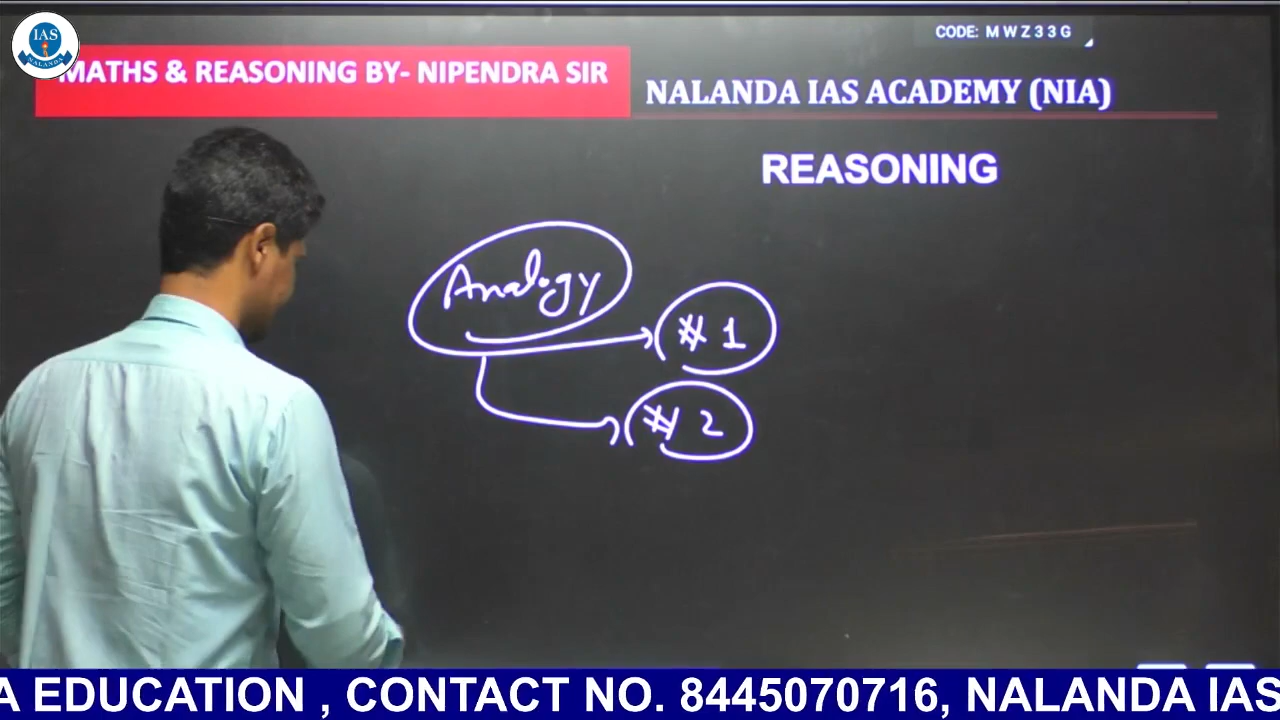 IAS
NALANDA
CODE: MWZ33G
MATHS & REASONING BY- NIPENDRA SIR
NALANDA IAS ACADEMY (NIA)
REASONING
Analogy
# 1
# 2
A EDUCATION , CONTACT NO. 8445070716, NALANDA IAS